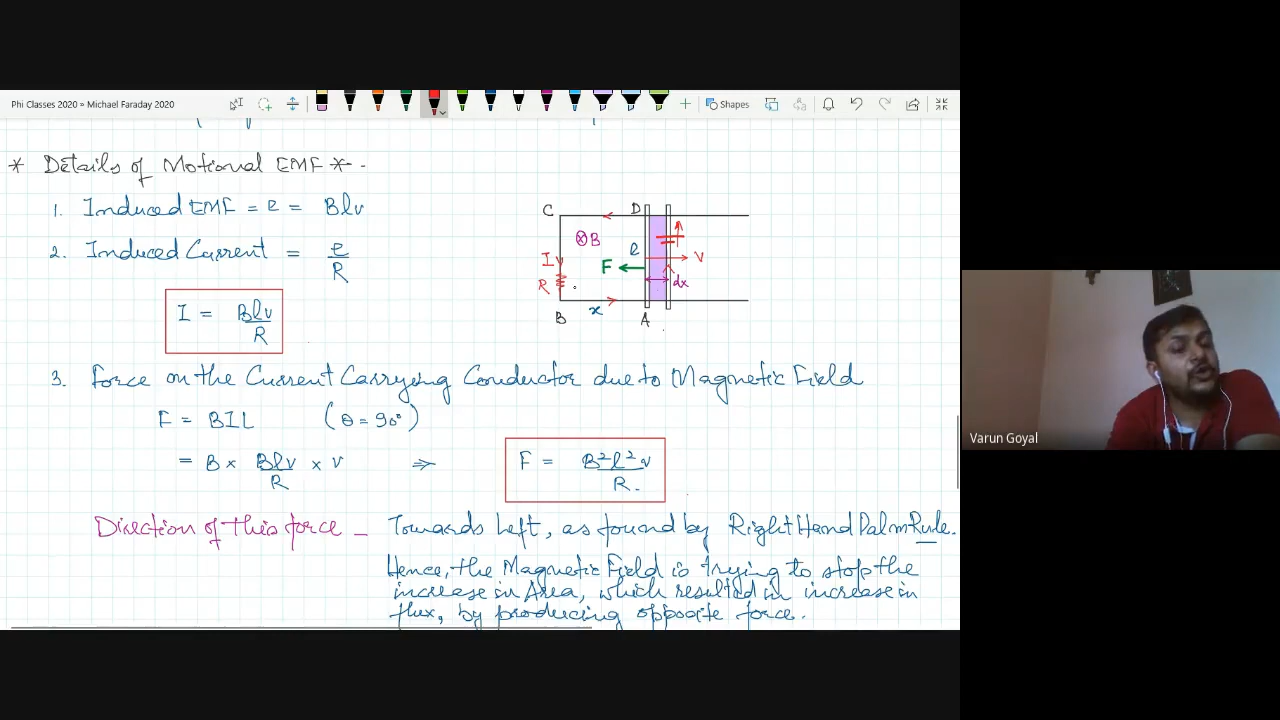 Phi Classes 2020 » Michael Faraday 2020
Shapes
* Details of Motional EMF * -
1. Induced EMF = e = Blv
2. Induced Current = e/R
I = Blv/R
C D
⊗B e
I F V
R dx
B x A
3. Force on the Current Carrying Conductor due to Magnetic Field
F = BIL (θ = 90°)
= B × Blv/R × v ⇒ F = B²l²v/R.
Direction of this force — Towards Left, as found by Right Hand Palm Rule.
Hence, the Magnetic Field is trying to stop the
increase in Area, which resulted in increase in
flux, by producing opposite force.
Varun Goyal